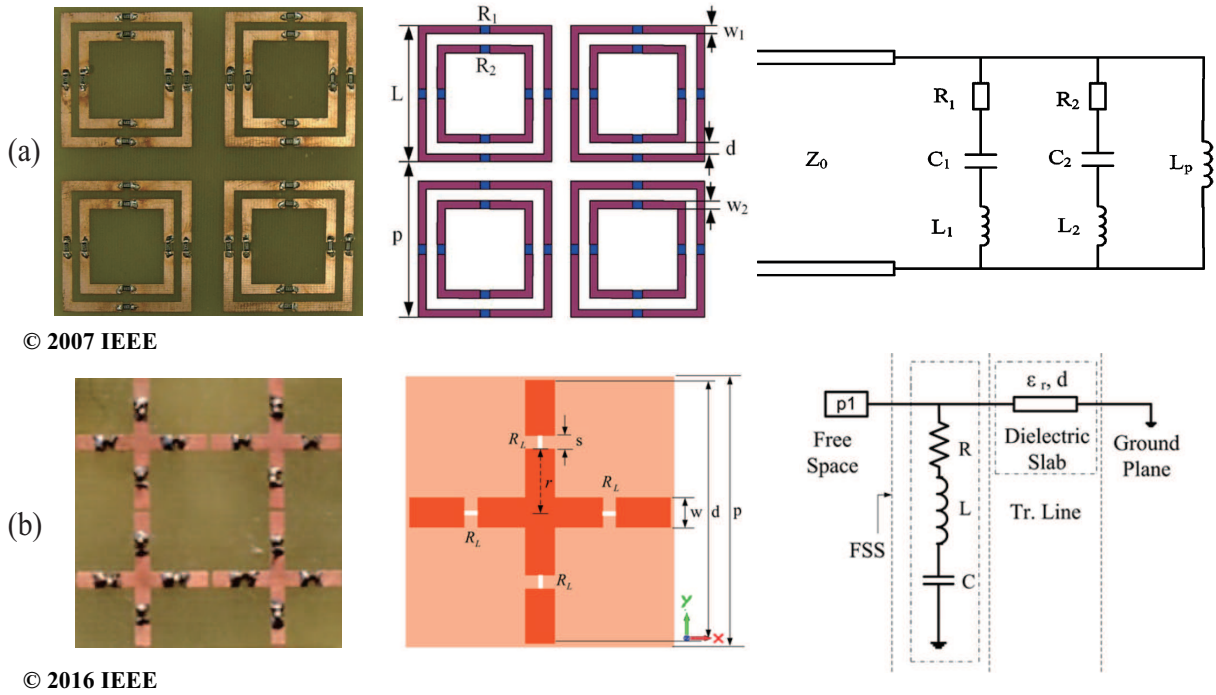 (a)
R1
R2
L
p
w1
d
w2
Z0
R1
C1
L1
R2
C2
L2
Lp
© 2007 IEEE
(b)
RL
s
r
RL
w
d
p
RL
RL
Y
X
p1
Free
Space
FSS
R
L
C
εr, d
Dielectric
Slab
Tr. Line
Ground
Plane
© 2016 IEEE